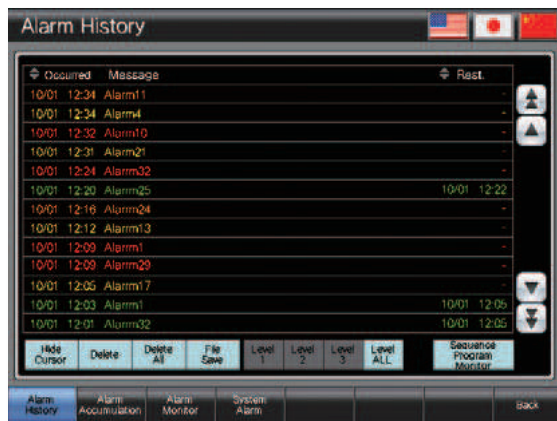 Alarm History
Occurred Message Rest.
10/01 12:34 Alarm11 -
10/01 12:34 Alarm4 -
10/01 12:32 Alarm10 -
10/01 12:31 Alarm21 -
10/01 12:24 Alarm32 -
10/01 12:20 Alarm25 10/01 12:22
10/01 12:16 Alarm24 -
10/01 12:12 Alarm13 -
10/01 12:09 Alarm1 -
10/01 12:09 Alarm29 -
10/01 12:05 Alarm17 -
10/01 12:03 Alarm1 10/01 12:05
10/01 12:01 Alarm32 10/01 12:05
Hide Cursor Delete Delete All File Save Level 1 Level 2 Level 3 Level ALL Sequence Program Monitor
Alarm History Alarm Accumulation Alarm Monitor System Alarm Back